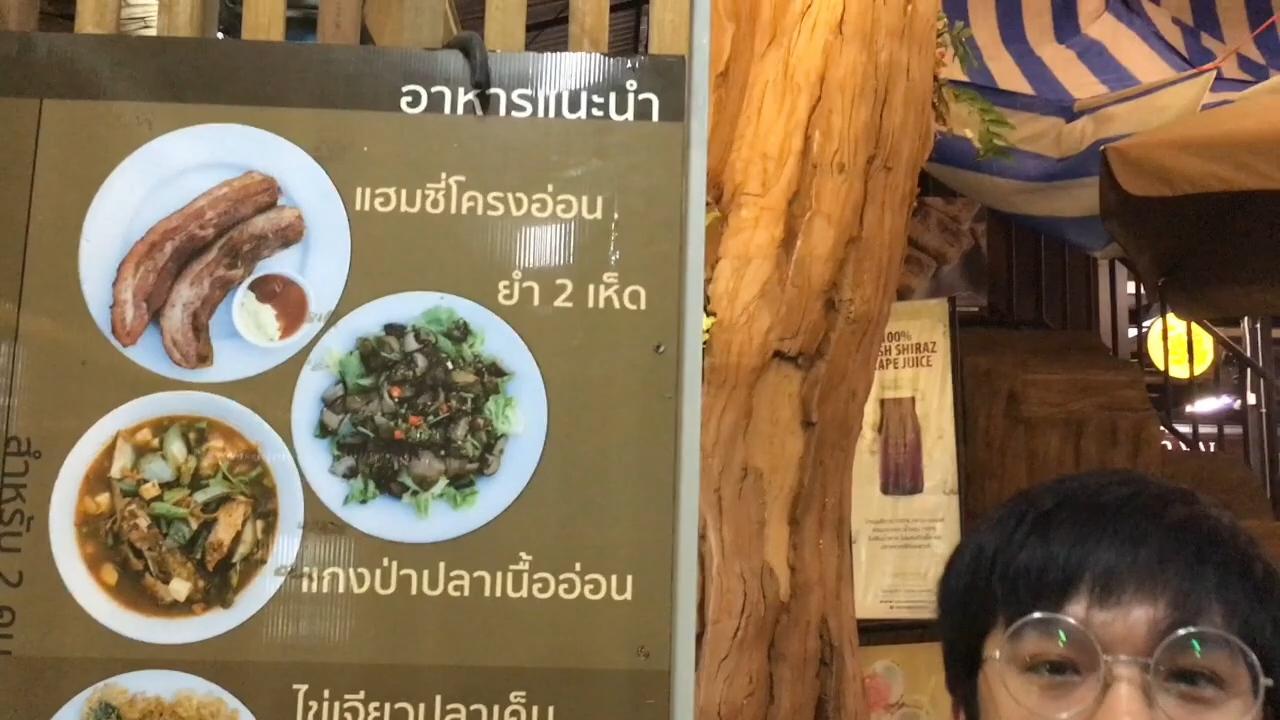 อาหารแนะนำ
แฮมซี่โครงอ่อน
ยำ 2 เห็ด
แกงป่าปลาเนื้ออ่อน
ไข่เจียวปลาเค็ม
สำหรับ 2 คน
100%
SH SHIRAZ
APE JUICE